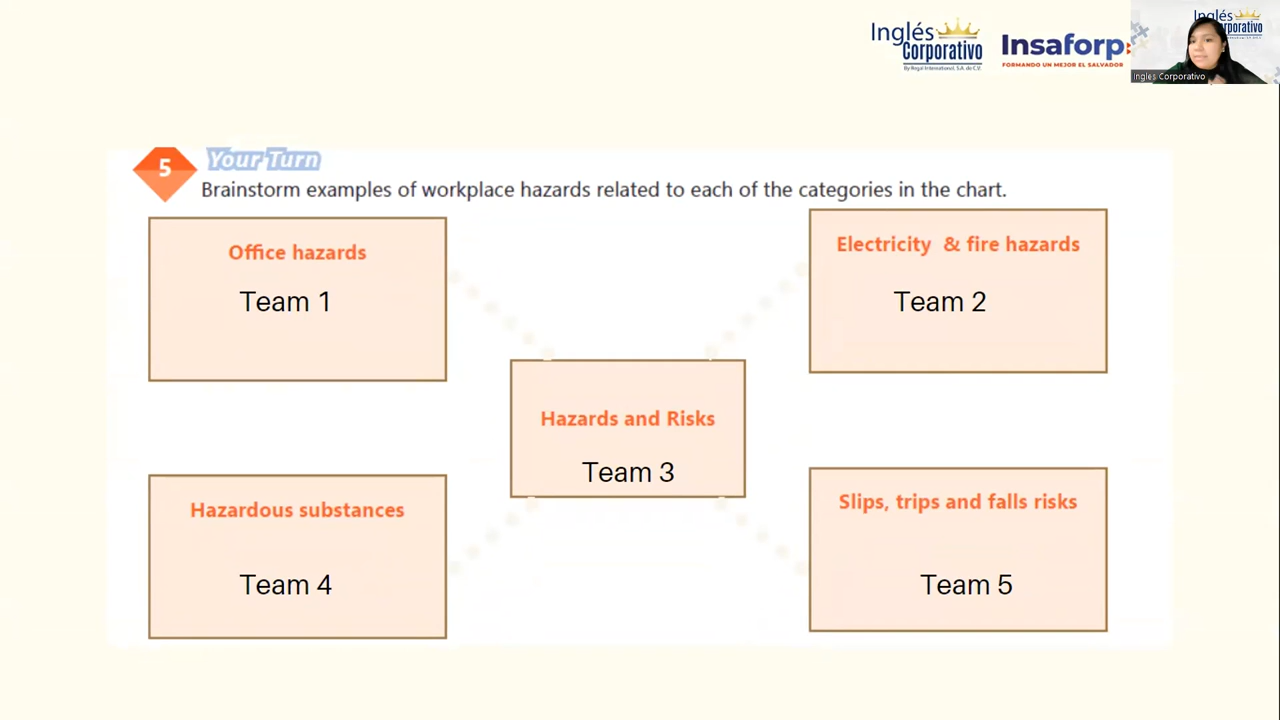 Inglés
Corporativo
By Regal International, S.A. de C.V.
Insaforp
FORMANDO UN MEJOR EL SALVADOR
Inglés
Corporativo
Ingles Corporativo
5
Your Turn
Brainstorm examples of workplace hazards related to each of the categories in the chart.
Office hazards
Team 1
Electricity & fire hazards
Team 2
Hazards and Risks
Team 3
Hazardous substances
Team 4
Slips, trips and falls risks
Team 5